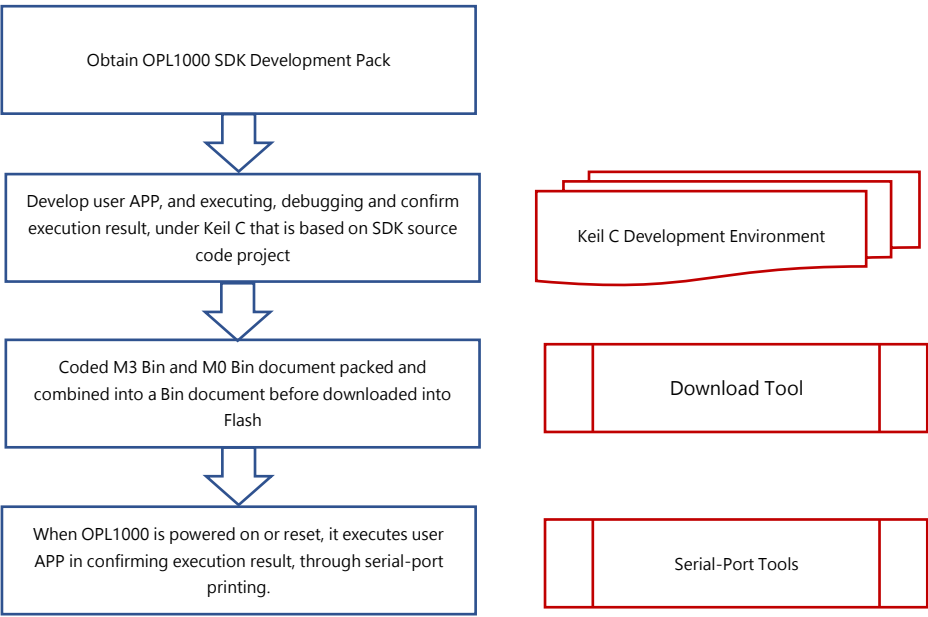 Obtain OPL1000 SDK Development Pack
Develop user APP, and executing, debugging and confirm
execution result, under Keil C that is based on SDK source
code project
Keil C Development Environment
Coded M3 Bin and M0 Bin document packed and
combined into a Bin document before downloaded into
Flash
Download Tool
When OPL1000 is powered on or reset, it executes user
APP in confirming execution result, through serial-port
printing.
Serial-Port Tools